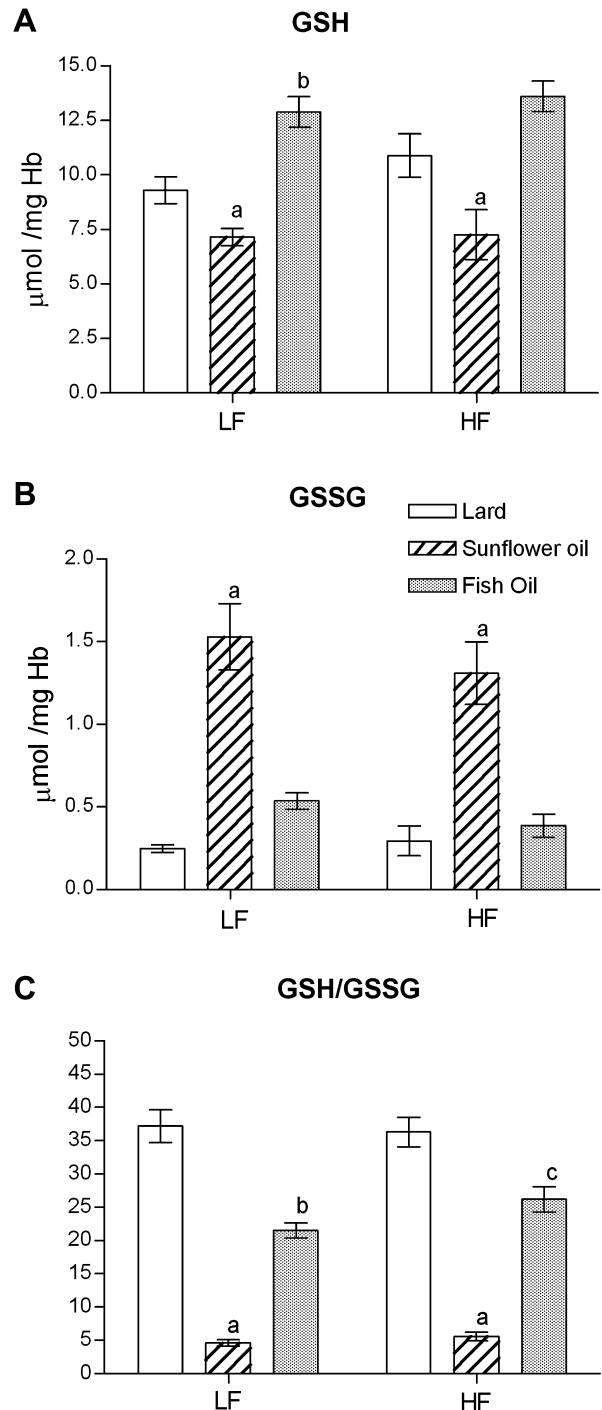 A
GSH
15.0
12.5
10.0
7.5
5.0
2.5
0.0
μmol /mg Hb
a
b
a
LF
HF
B
GSSG
Lard
Sunflower oil
Fish Oil
2.0
1.5
1.0
0.5
0.0
μmol /mg Hb
a
a
LF
HF
C
GSH/GSSG
50
45
40
35
30
25
20
15
10
5
0
a
b
a
c
LF
HF